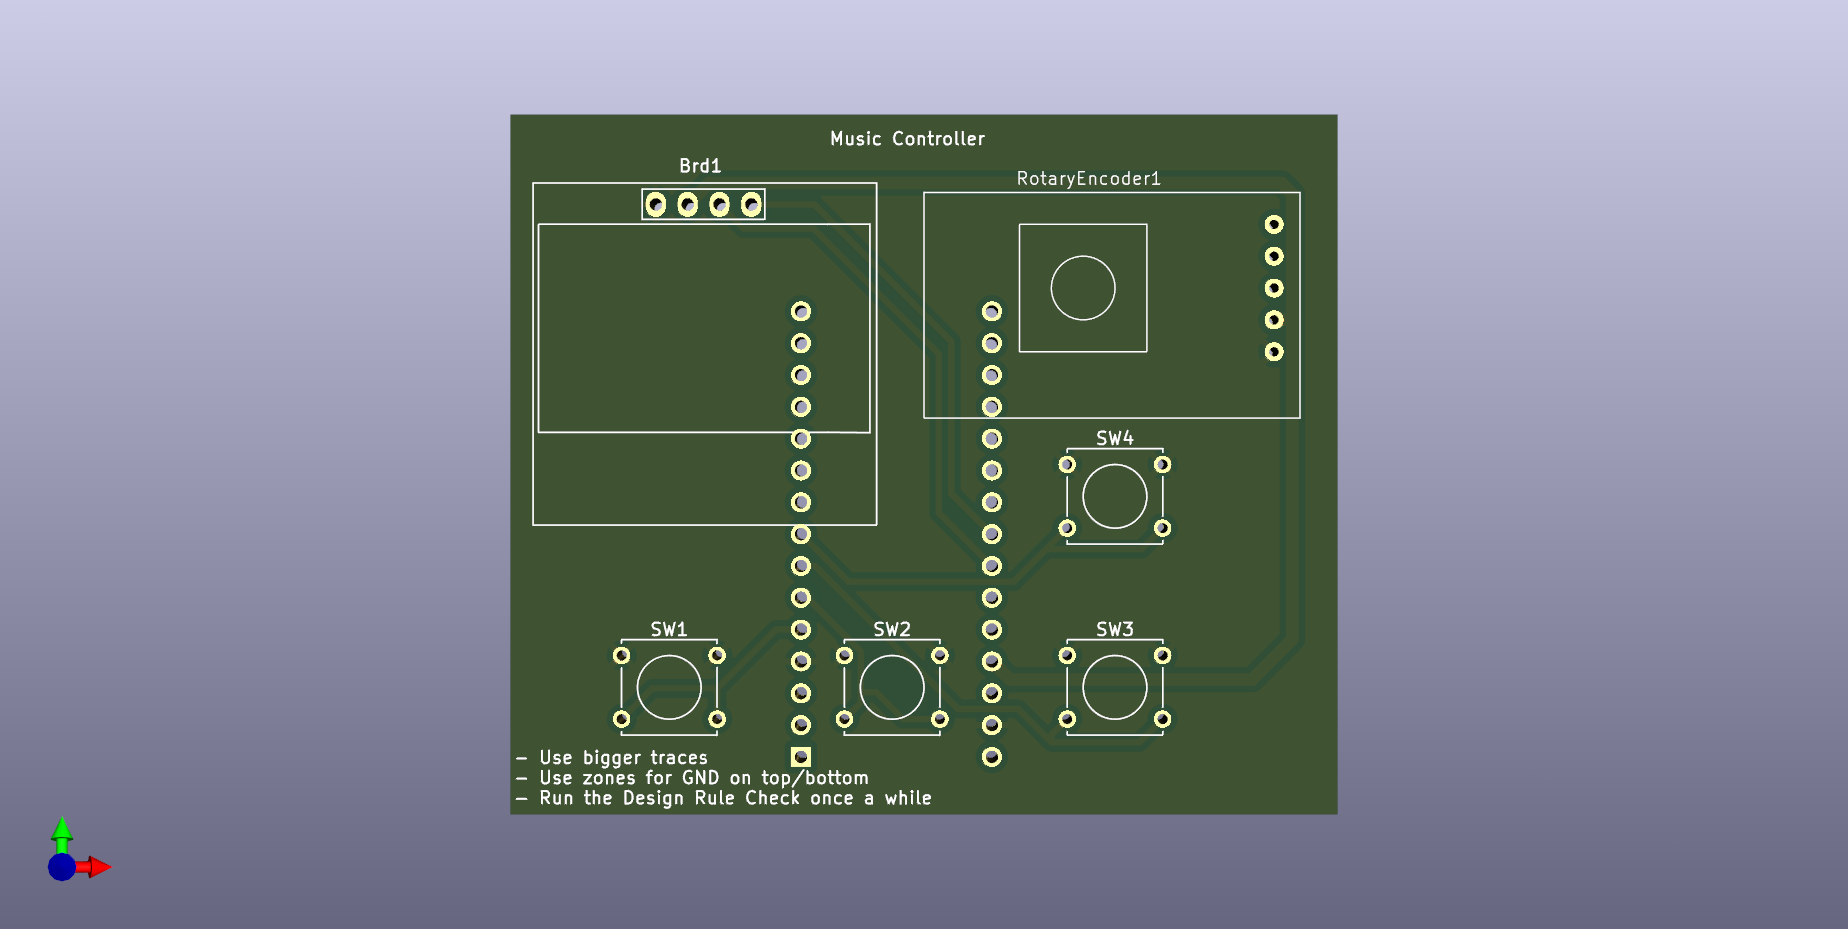 Music Controller
Brd1
RotaryEncoder1
SW4
SW1
SW2
SW3
- Use bigger traces
- Use zones for GND on top/bottom
- Run the Design Rule Check once a while